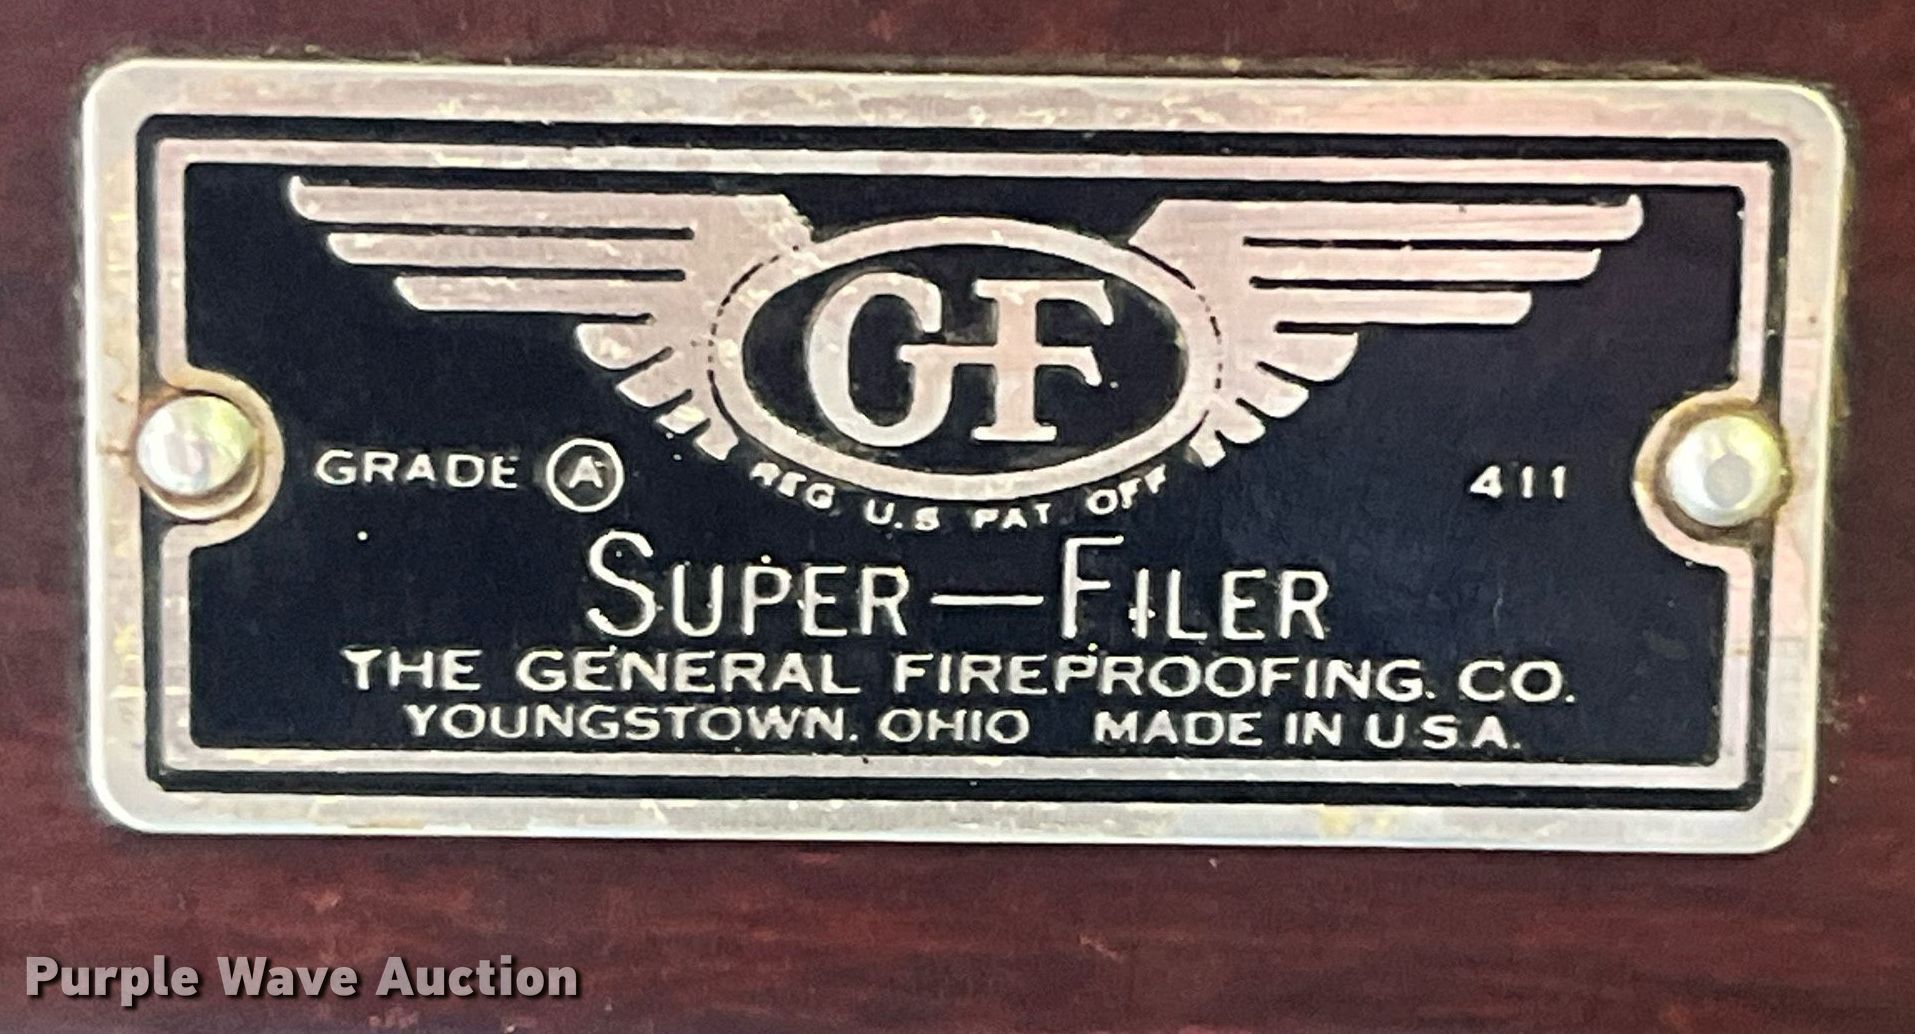 GF
GRADE A
REG. U.S. PAT. OFF.
411
SUPER—FILER
THE GENERAL FIREPROOFING. CO.
YOUNGSTOWN. OHIO MADE IN U.S.A.
Purple Wave Auction